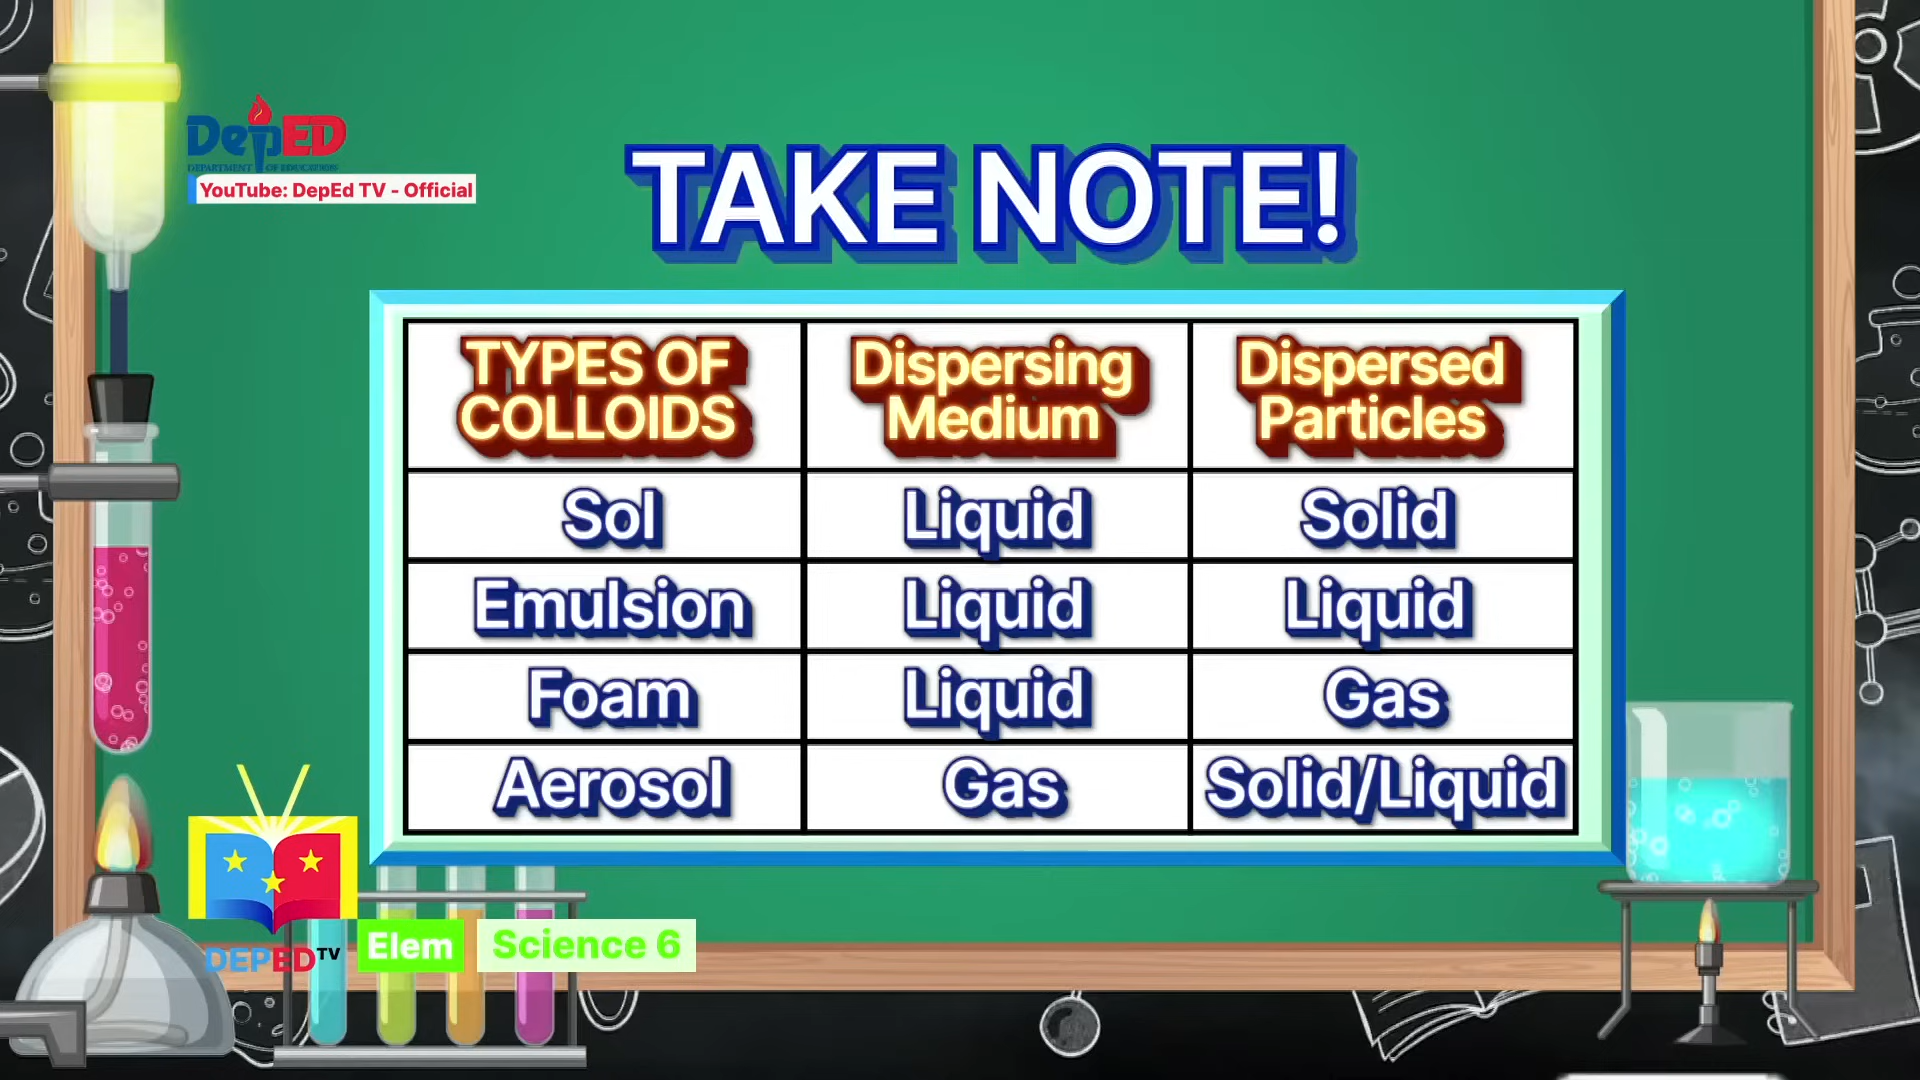 DepED
DEPARTMENT OF EDUCATION
YouTube: DepEd TV - Official
TAKE NOTE!
TYPES OF COLLOIDS
Dispersing Medium
Dispersed Particles
Sol
Liquid
Solid
Emulsion
Liquid
Liquid
Foam
Liquid
Gas
Aerosol
Gas
Solid/Liquid
DEPED TV
Elem
Science 6